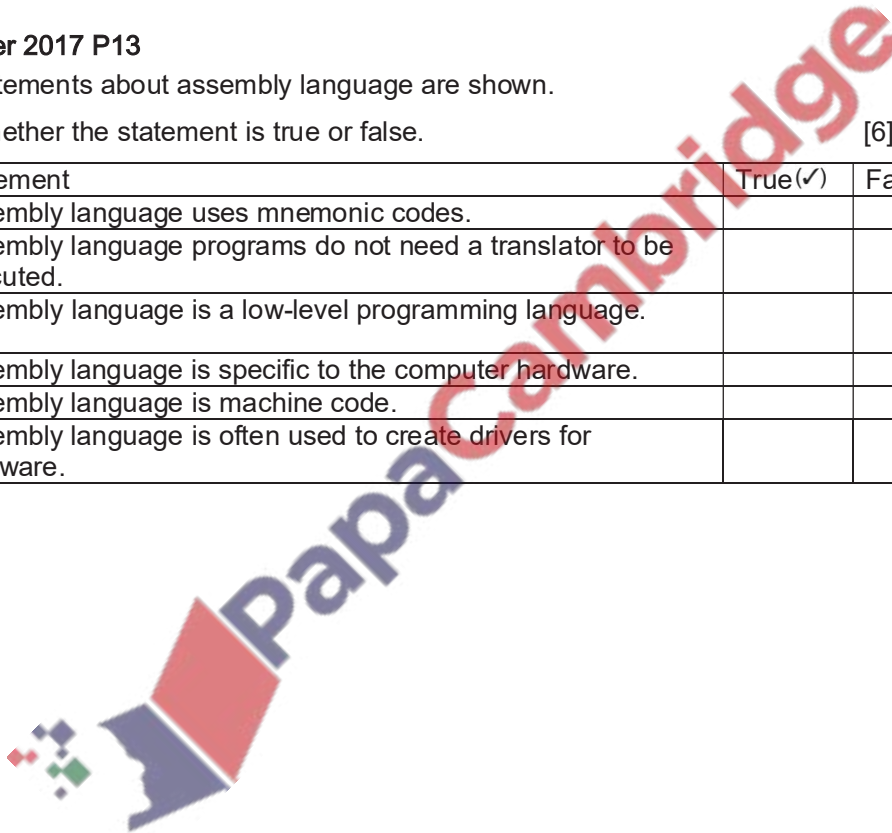 er 2017 P13
tements about assembly language are shown.
ether the statement is true or false. [6]
ement True(✓) Fa
embly language uses mnemonic codes.
embly language programs do not need a translator to be
cuted.
embly language is a low-level programming language.
embly language is specific to the computer hardware.
embly language is machine code.
embly language is often used to create drivers for
ware.
PapaCambridge